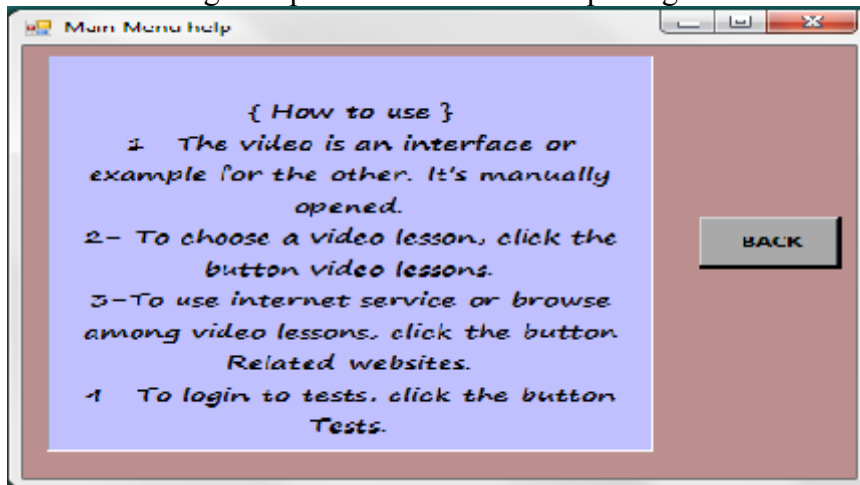 Main Menu help
{ How to use }
1 The video is an interface or
example for the other. It's manually
opened.
2- To choose a video lesson, click the
button video lessons.
3-To use internet service or browse
among video lessons, click the button
Related websites.
4 To login to tests, click the button
Tests.
BACK